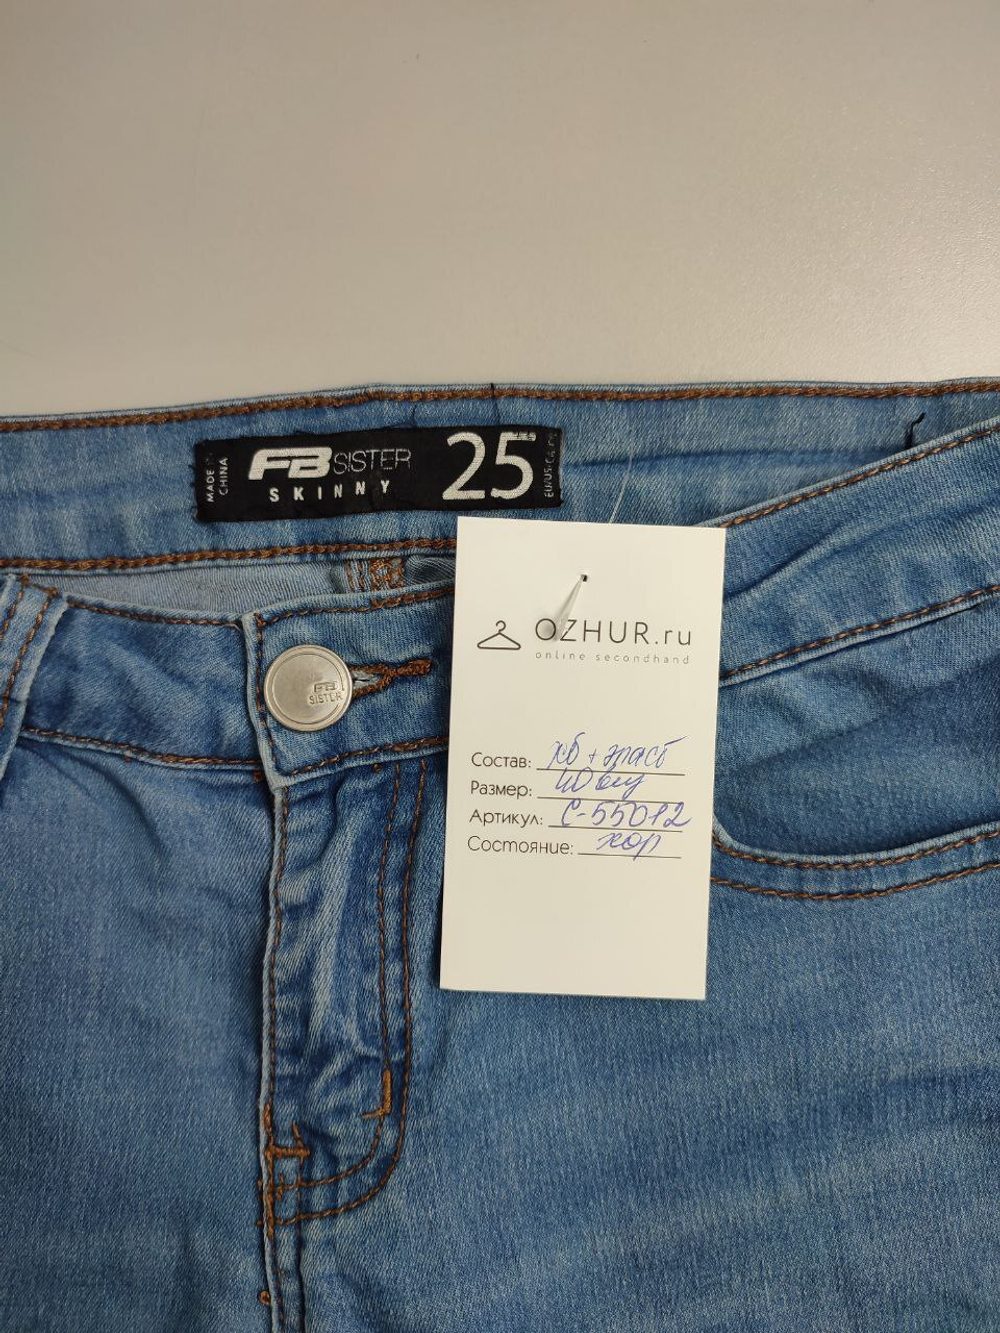 MADE IN
CHINA
FB SISTER
SKINNY
25
FB
SISTER
OZHUR.ru
online secondhand
Состав: хб + эласт
Размер: 40
Артикул: С-55012
Состояние: хор